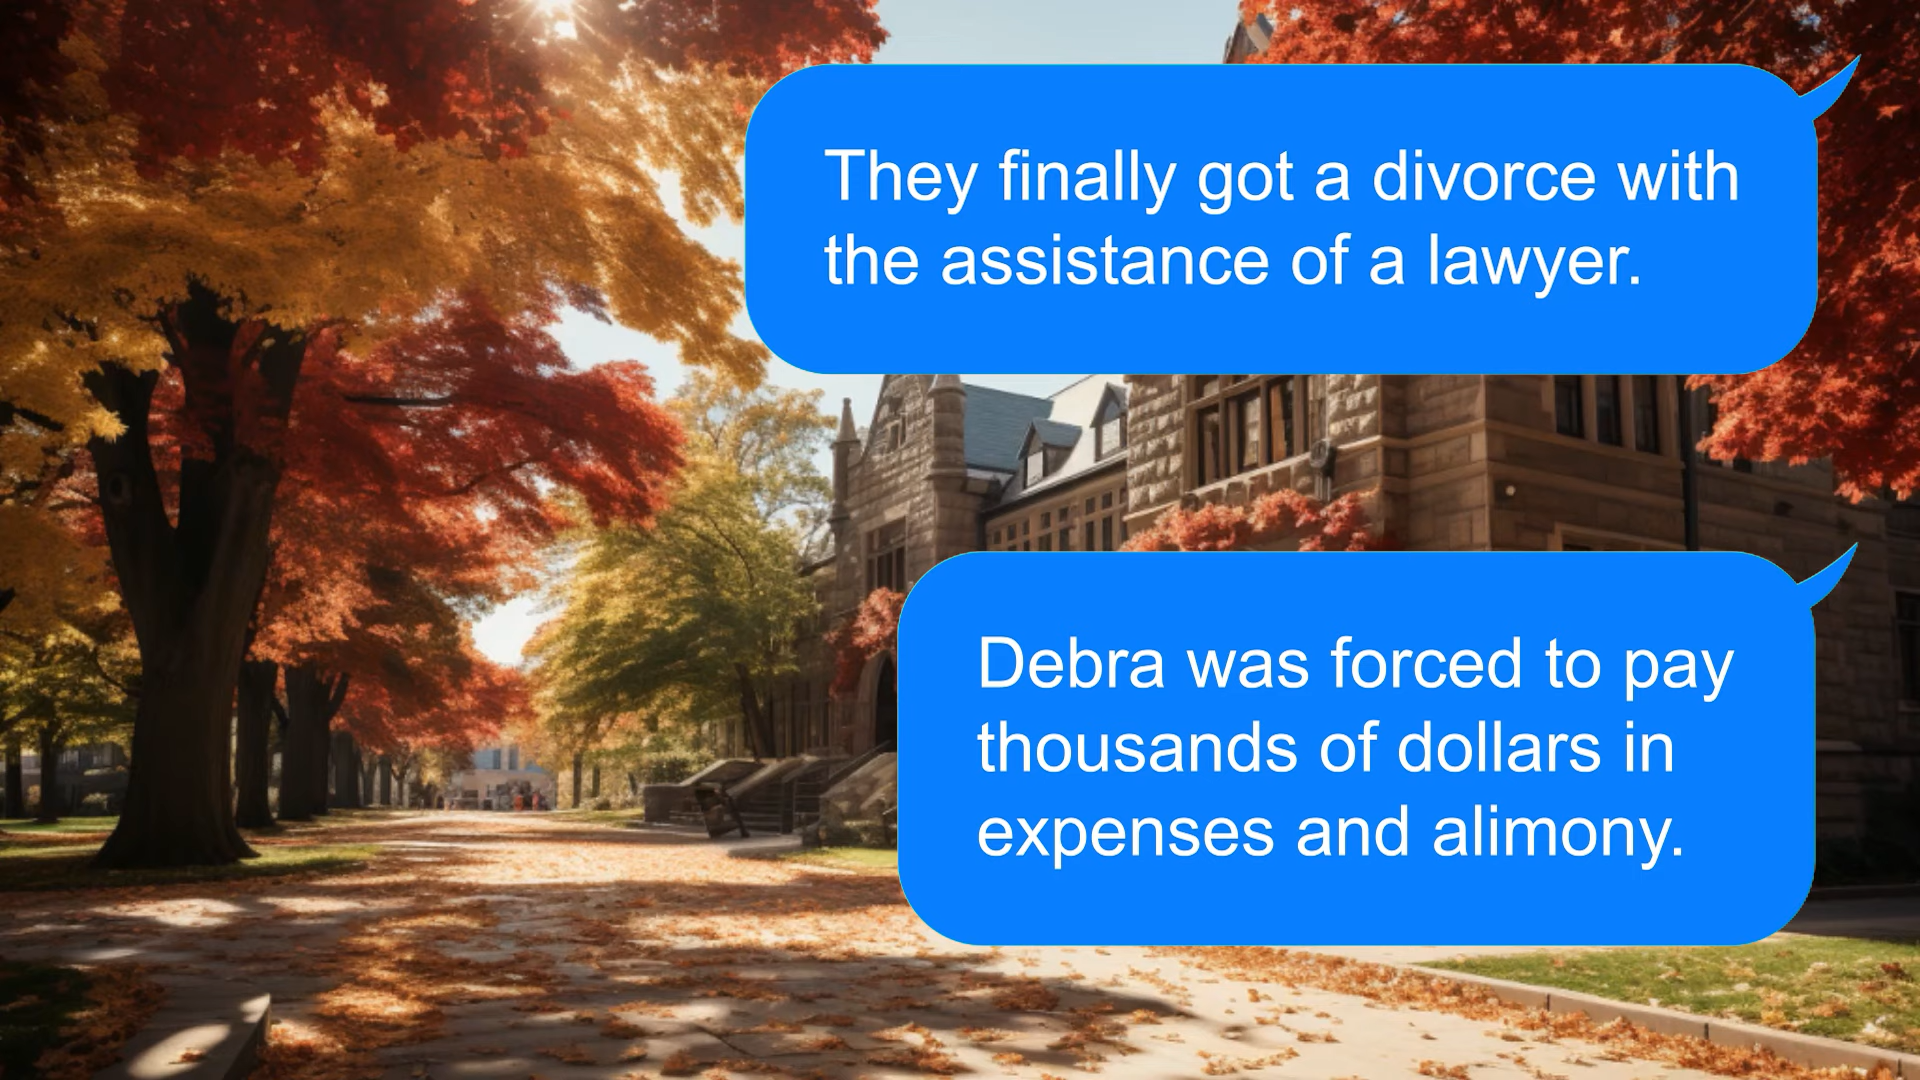 They finally got a divorce with
the assistance of a lawyer.
Debra was forced to pay
thousands of dollars in
expenses and alimony.